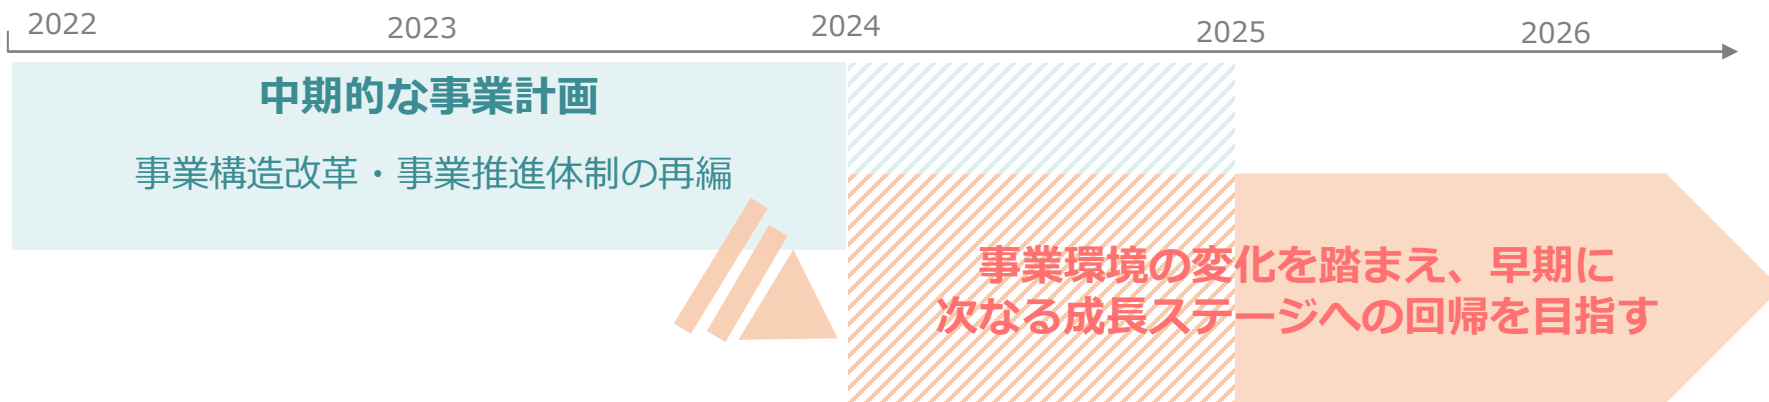 2022
2023
2024
2025
2026
中期的な事業計画
事業構造改革・事業推進体制の再編
事業環境の変化を踏まえ、早期に
次なる成長ステージへの回帰を目指す